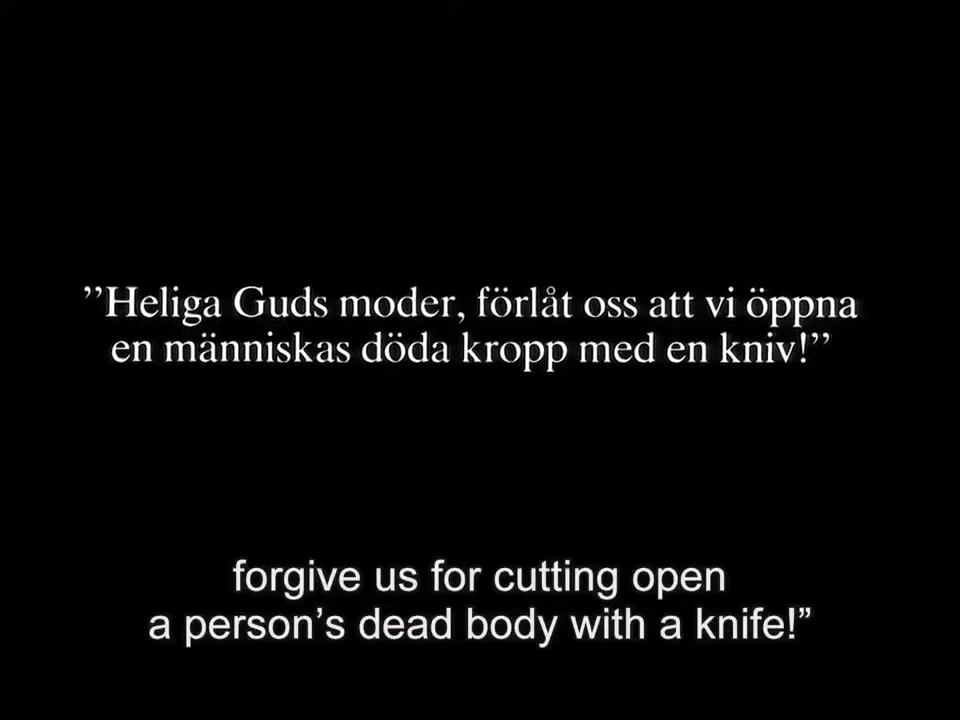 ”Heliga Guds moder, förlåt oss att vi öppna
en människas döda kropp med en kniv!”
forgive us for cutting open
a person’s dead body with a knife!”